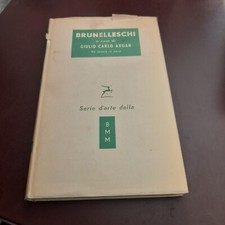 BRUNELLESCHI
a cura di
GIULIO CARLO ARGAN
Serie d'arte della
B
M
M